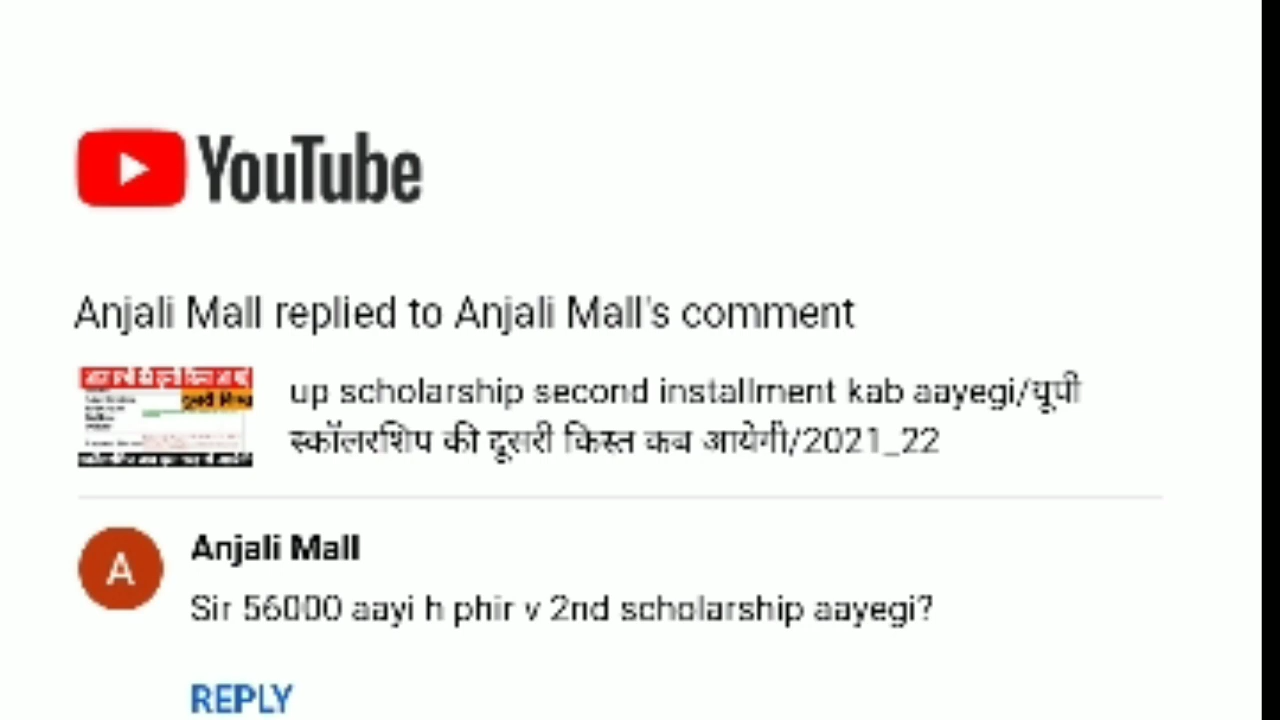 YouTube
Anjali Mall replied to Anjali Mall's comment
up scholarship second installment kab aayegi/यूपी
स्कॉलरशिप की दूसरी किस्त कब आयेगी/2021_22
Anjali Mall
A
Sir 56000 aayi h phir v 2nd scholarship aayegi?
REPLY